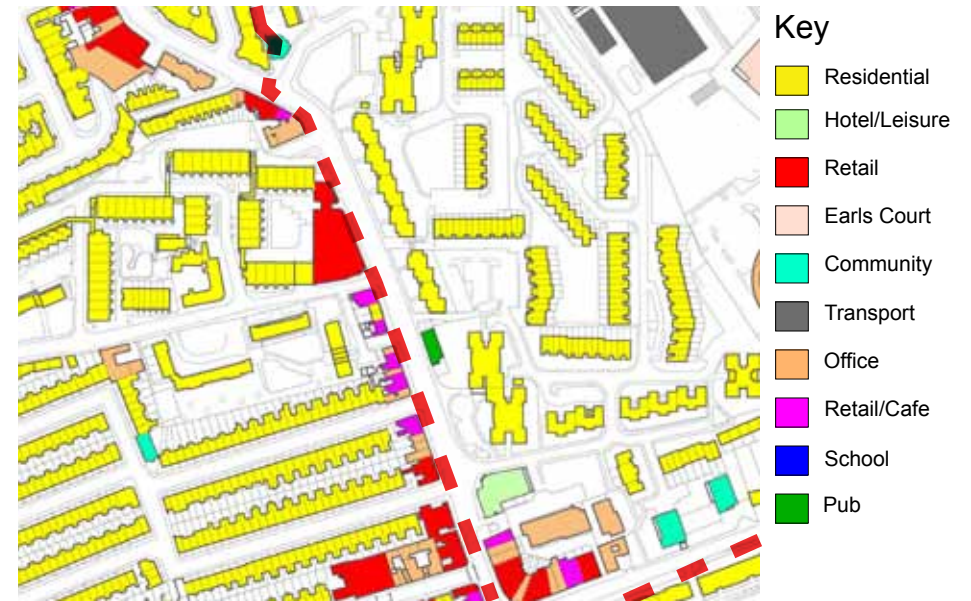 Key
Residential
Hotel/Leisure
Retail
Earls Court
Community
Transport
Office
Retail/Cafe
School
Pub